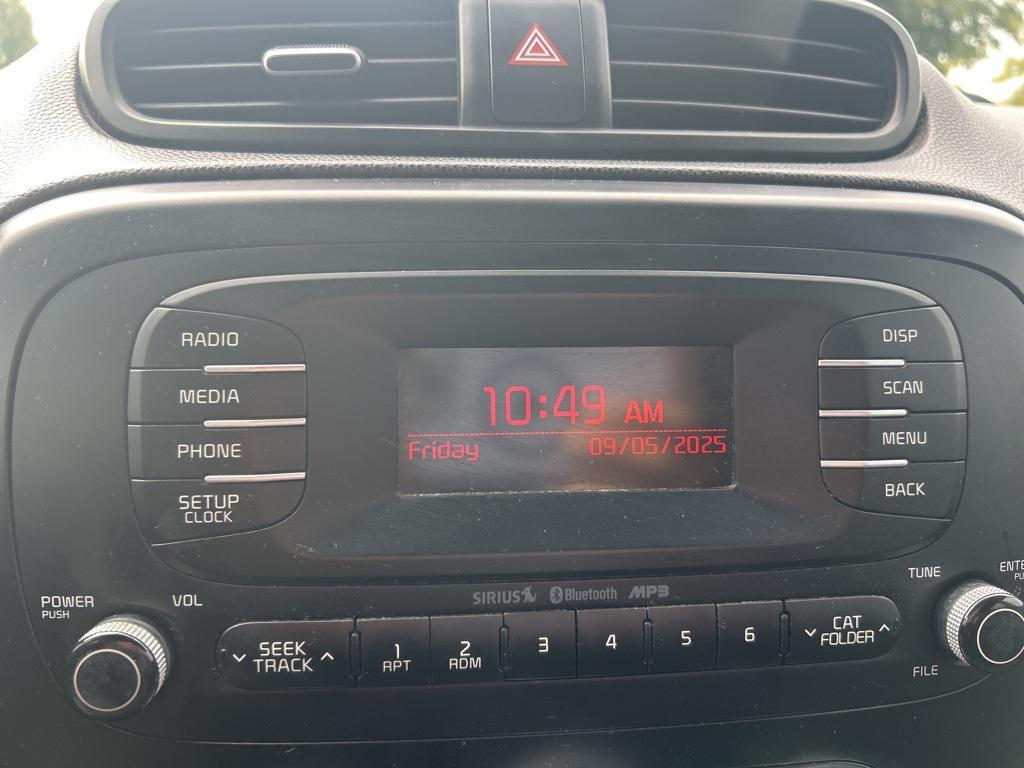 RADIO
MEDIA
PHONE
SETUP
CLOCK
DISP
SCAN
MENU
BACK
10:49 AM
Friday 09/05/2025
SIRIUS Bluetooth MP3
POWER
PUSH
VOL
TUNE
FILE
SEEK
TRACK
1
RPT
2
RDM
3
4
5
6
CAT
FOLDER